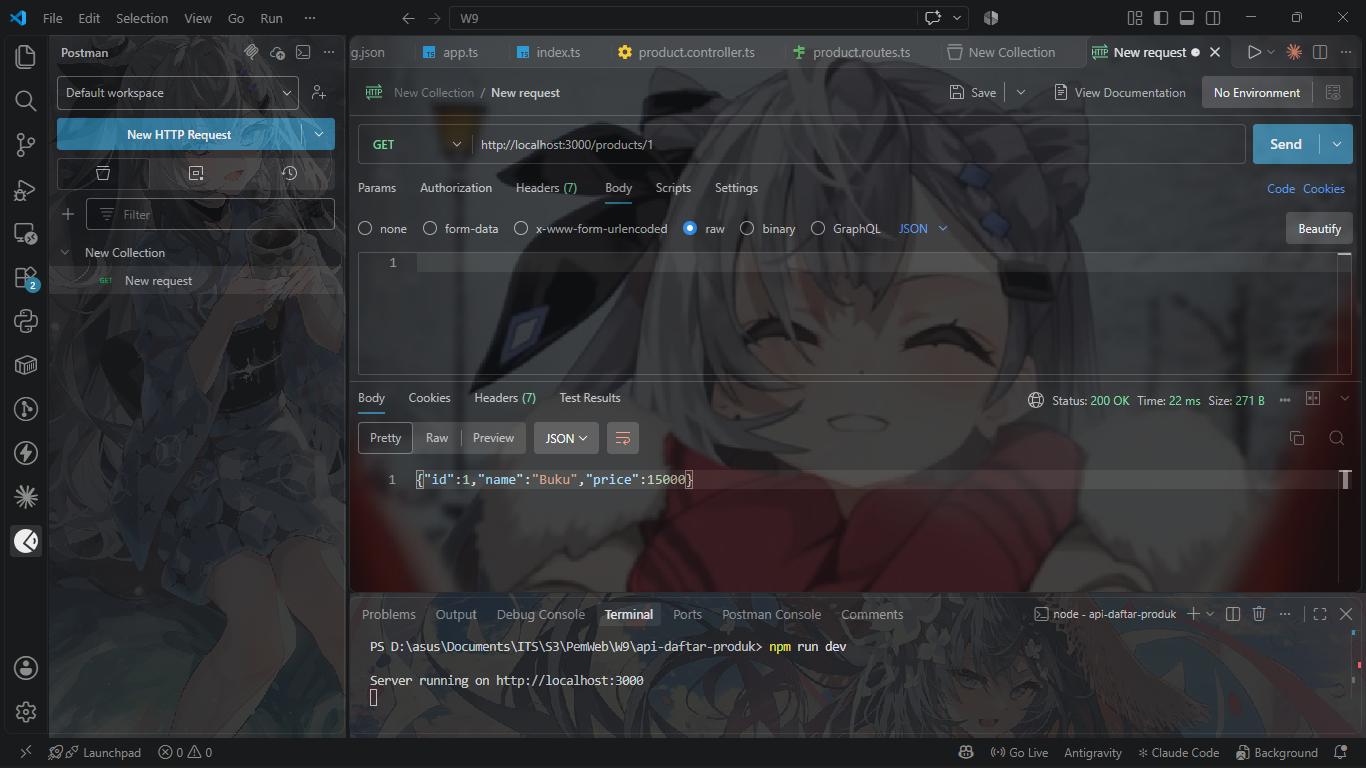 File Edit Selection View Go Run ··· W9
Postman
g.json app.ts index.ts product.controller.ts product.routes.ts New Collection New request
Default workspace
New Collection / New request Save View Documentation No Environment
New HTTP Request
GET http://localhost:3000/products/1 Send
Params Authorization Headers (7) Body Scripts Settings Code Cookies
Filter
none form-data x-www-form-urlencoded raw binary GraphQL JSON Beautify
New Collection
1
GET New request
2
Body Cookies Headers (7) Test Results Status: 200 OK Time: 22 ms Size: 271 B
Pretty Raw Preview JSON
1 {"id":1,"name":"Buku","price":15000}
Problems Output Debug Console Terminal Ports Postman Console Comments node - api-daftar-produk
PS D:\asus\Documents\ITS\S3\PemWeb\W9\api-daftar-produk> npm run dev
Server running on http://localhost:3000
Launchpad 0 0 Go Live Antigravity Claude Code Background